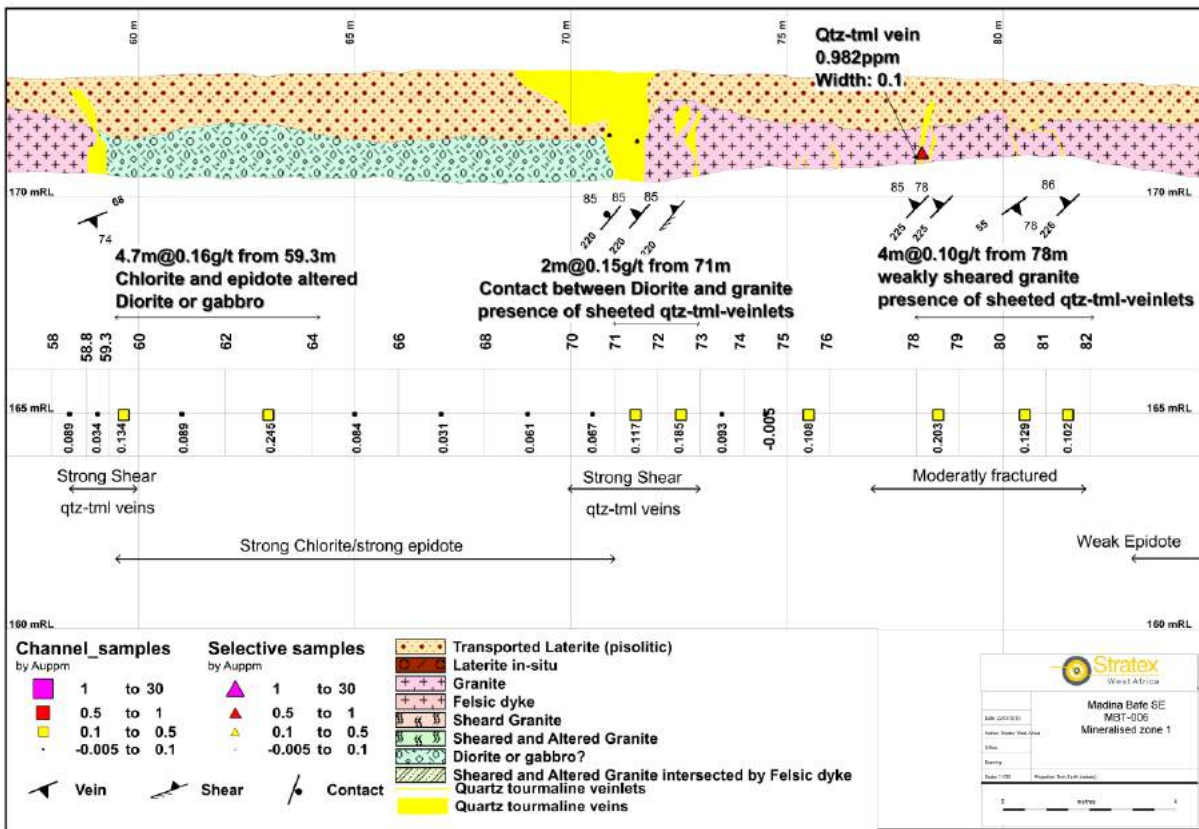 60 m
65 m
70 m
75 m
80 m
Qtz-tml vein
0.982ppm
Width: 0.1
170 mRL
170 mRL
68
74
85
85
85
220
220
220
85
78
225
225
55
78
86
226
4.7m@0.16g/t from 59.3m
Chlorite and epidote altered
Diorite or gabbro
2m@0.15g/t from 71m
Contact between Diorite and granite
presence of sheeted qtz-tml-veinlets
4m@0.10g/t from 78m
weakly sheared granite
presence of sheeted qtz-tml-veinlets
58
58.8
59.3
60
62
64
66
68
70
71
72
73
74
75
76
78
79
80
81
82
165 mRL
165 mRL
0.089
0.034
0.134
0.089
0.245
0.084
0.031
0.061
0.067
0.117
0.185
0.093
-0.005
0.108
0.203
0.129
0.102
Strong Shear
qtz-tml veins
Strong Shear
qtz-tml veins
Moderatly fractured
Strong Chlorite/strong epidote
Weak Epidote
160 mRL
160 mRL
Channel_samples
by Auppm
1 to 30
0.5 to 1
0.1 to 0.5
-0.005 to 0.1
Selective samples
by Auppm
1 to 30
0.5 to 1
0.1 to 0.5
-0.005 to 0.1
Vein
Shear
Contact
Transported Laterite (pisolitic)
Laterite in-situ
Granite
Felsic dyke
Sheard Granite
Sheared and Altered Granite
Diorite or gabbro?
Sheared and Altered Granite intersected by Felsic dyke
Quartz tourmaline veinlets
Quartz tourmaline veins
Stratex
West Africa
Madina Bafe SE
MBT-006
Mineralised zone 1
0 metres 4